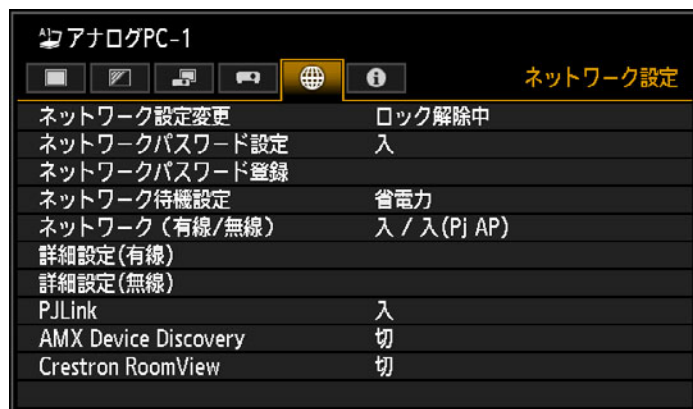 アナログPC-1
ネットワーク設定
ネットワーク設定変更 ロック解除中
ネットワークパスワード設定 入
ネットワークパスワード登録
ネットワーク待機設定 省電力
ネットワーク（有線/無線） 入 / 入(Pj AP)
詳細設定(有線)
詳細設定(無線)
PJLink 入
AMX Device Discovery 切
Crestron RoomView 切